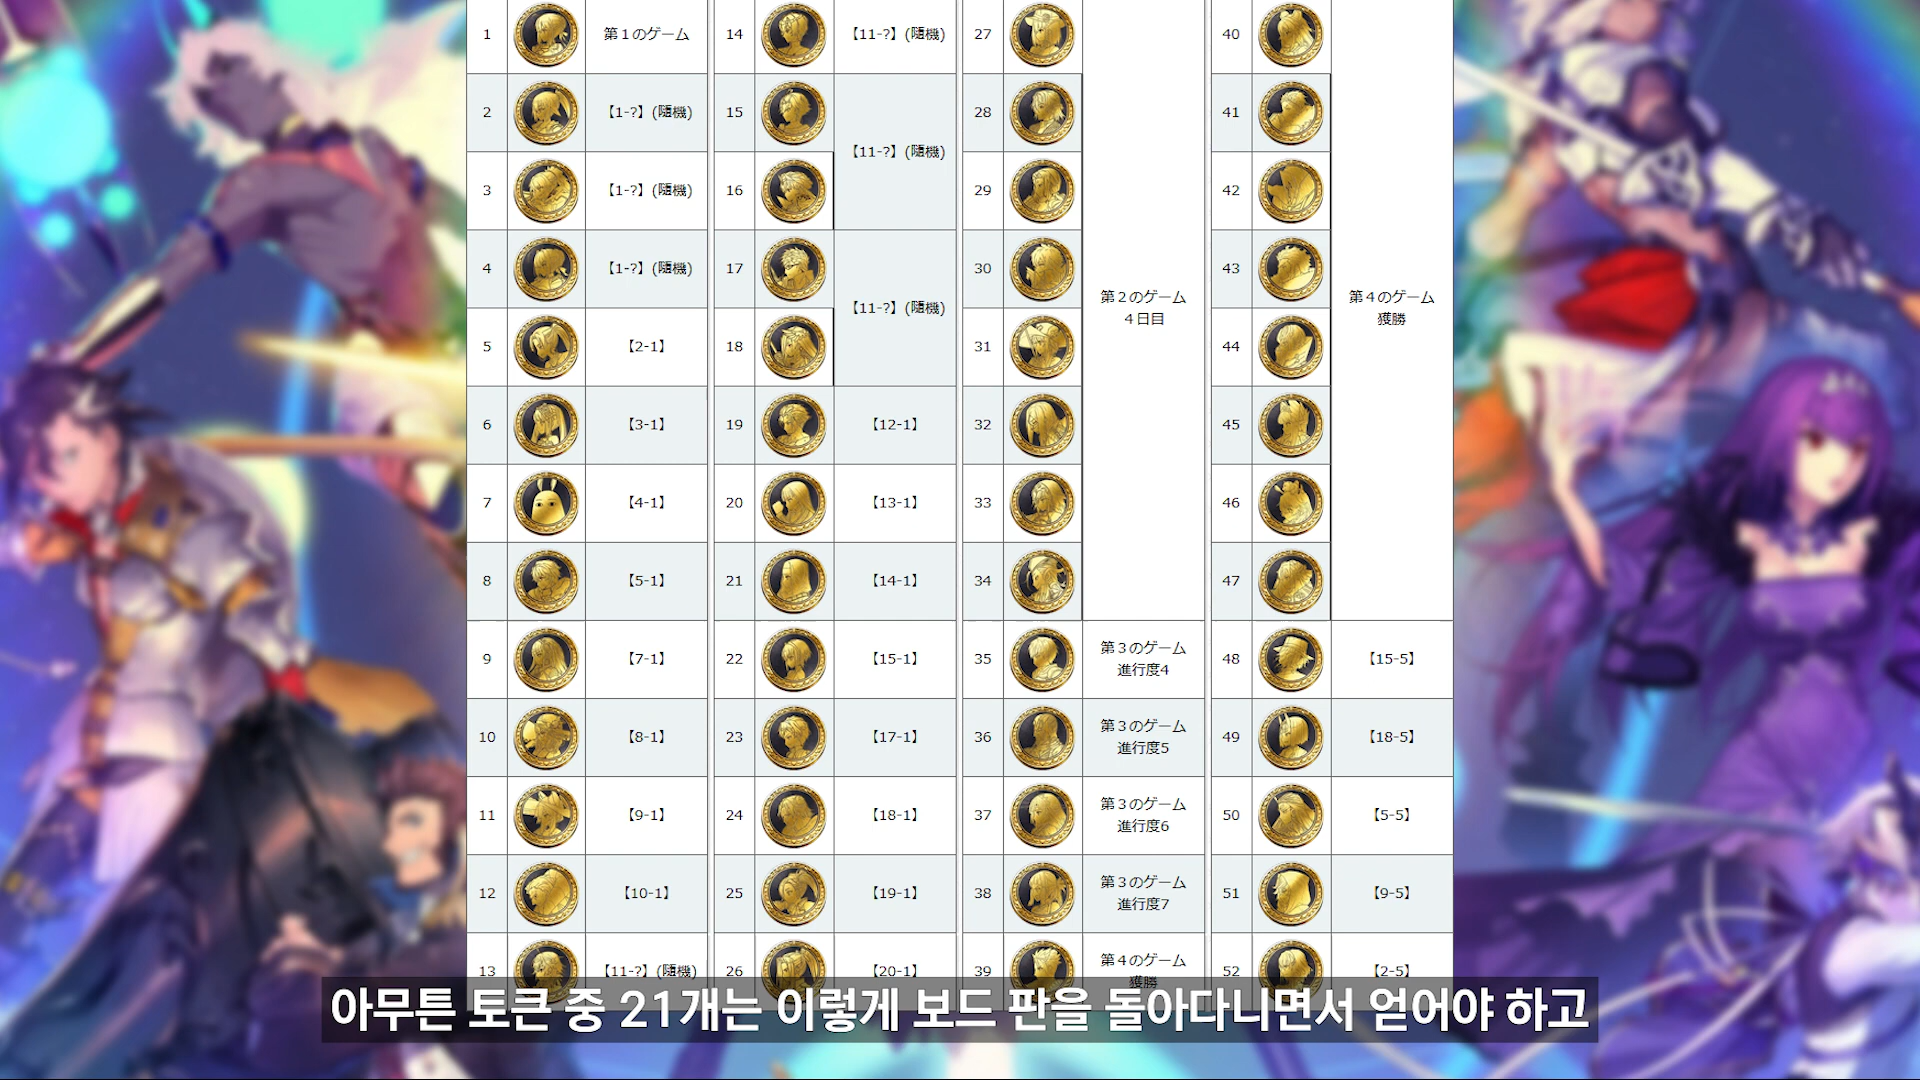 1 第1のゲーム 14 【11-?】(隨機) 27 40
2 【1-?】(隨機) 15 【11-?】(隨機) 28 41
3 【1-?】(隨機) 16 29 42
4 【1-?】(隨機) 17 【11-?】(隨機) 30 第2のゲーム 43 第4のゲーム
4日目 獲勝
5 【2-1】 18 31 44
6 【3-1】 19 【12-1】 32 45
7 【4-1】 20 【13-1】 33 46
8 【5-1】 21 【14-1】 34 47
9 【7-1】 22 【15-1】 35 第3のゲーム 48 【15-5】
進行度4
10 【8-1】 23 【17-1】 36 第3のゲーム 49 【18-5】
進行度5
11 【9-1】 24 【18-1】 37 第3のゲーム 50 【5-5】
進行度6
12 【10-1】 25 【19-1】 38 第3のゲーム 51 【9-5】
進行度7
13 【11-?】(隨機) 26 【20-1】 39 第4のゲーム 52 【2-5】
獲勝
아무튼 토큰 중 21개는 이렇게 보드 판을 돌아다니면서 얻어야 하고